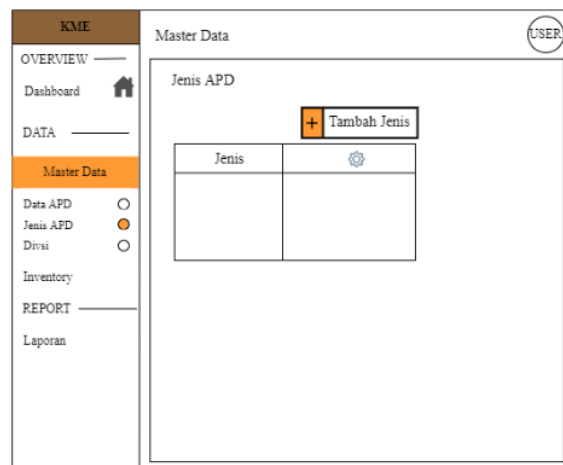 KME
OVERVIEW
Dashboard
DATA
Master Data
Data APD
Jenis APD
Divsi
Inventory
REPORT
Laporan
Master Data
USER
Jenis APD
+ Tambah Jenis
Jenis